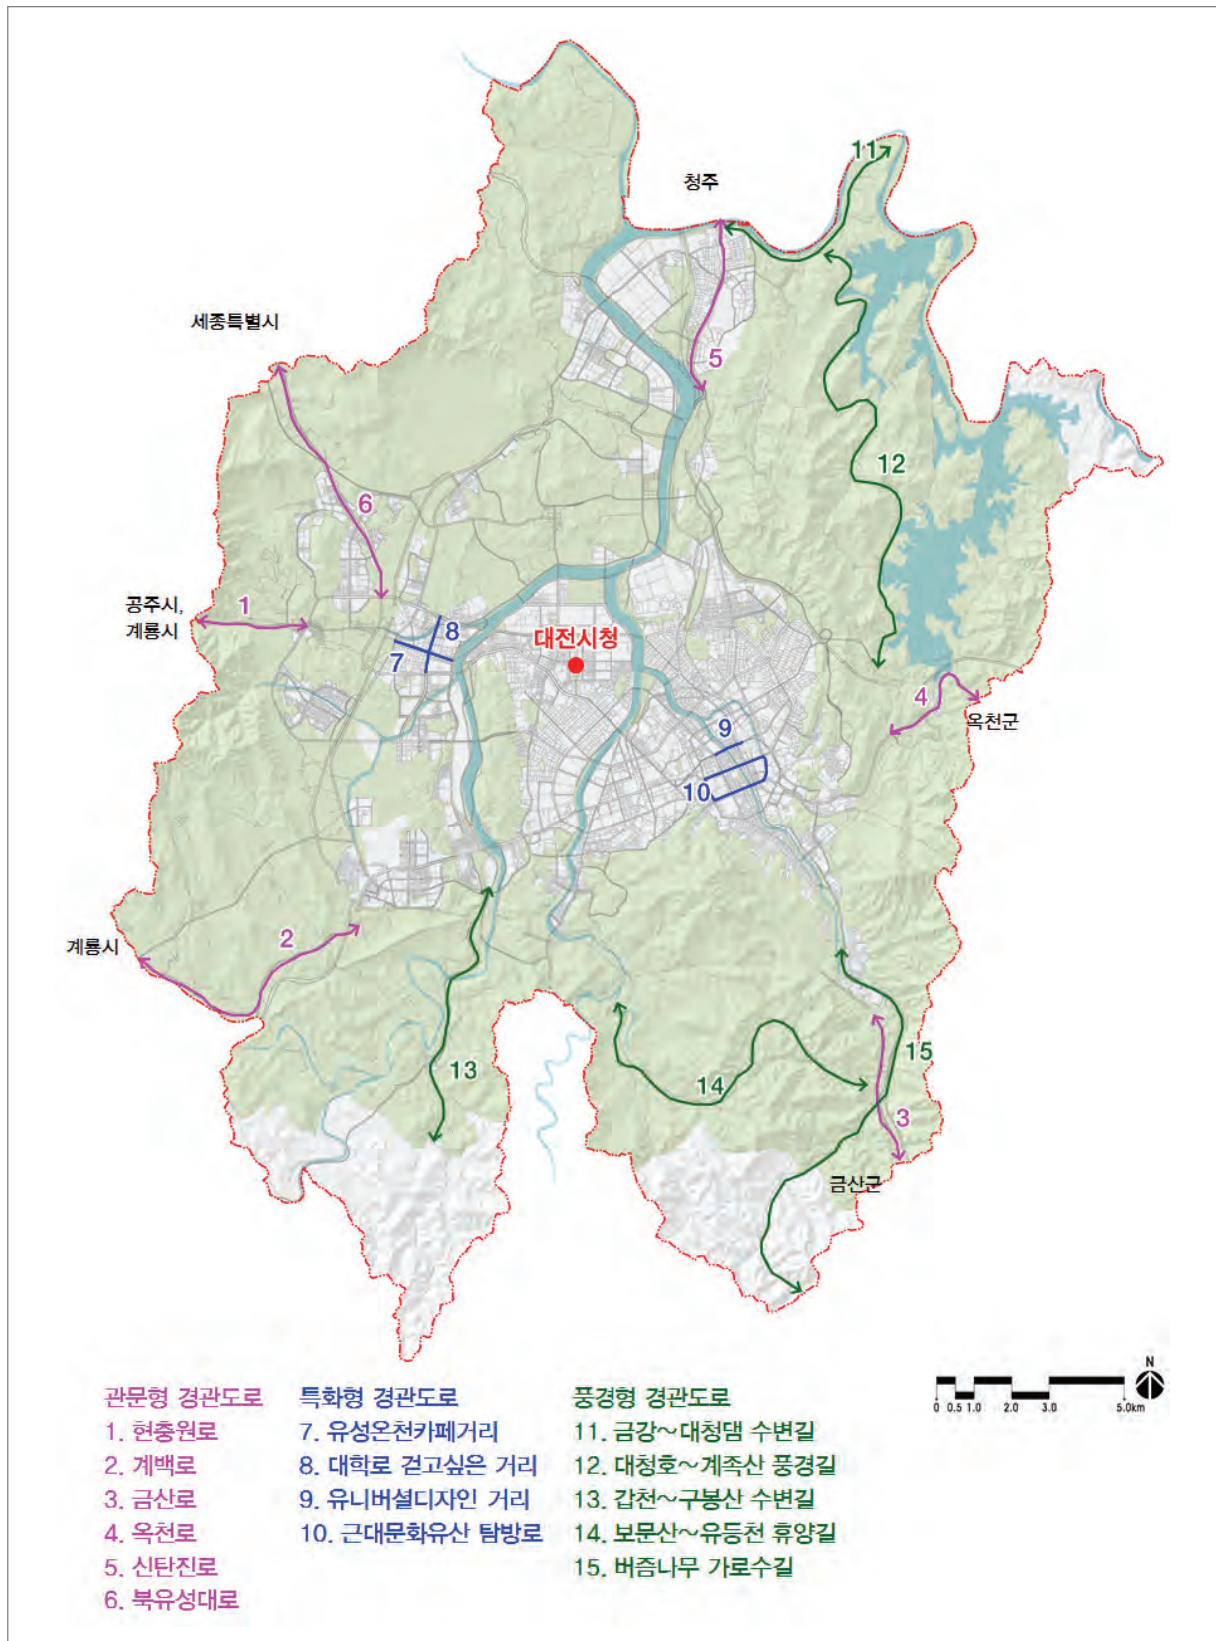 청주
11
세종특별시
5
12
6
공주시,
계룡시
1
8
7
대전시청
4
옥천군
9
10
계룡시
2
13
14
15
3
금산군
관문형 경관도로
1. 현충원로
2. 계백로
3. 금산로
4. 옥천로
5. 신탄진로
6. 북유성대로
특화형 경관도로
7. 유성온천카페거리
8. 대학로 걷고싶은 거리
9. 유니버셜디자인 거리
10. 근대문화유산 탐방로
풍경형 경관도로
11. 금강~대청댐 수변길
12. 대청호~계족산 풍경길
13. 갑천~구봉산 수변길
14. 보문산~유등천 휴양길
15. 버즘나무 가로수길
N
0 0.5 1.0 2.0 3.0 5.0km